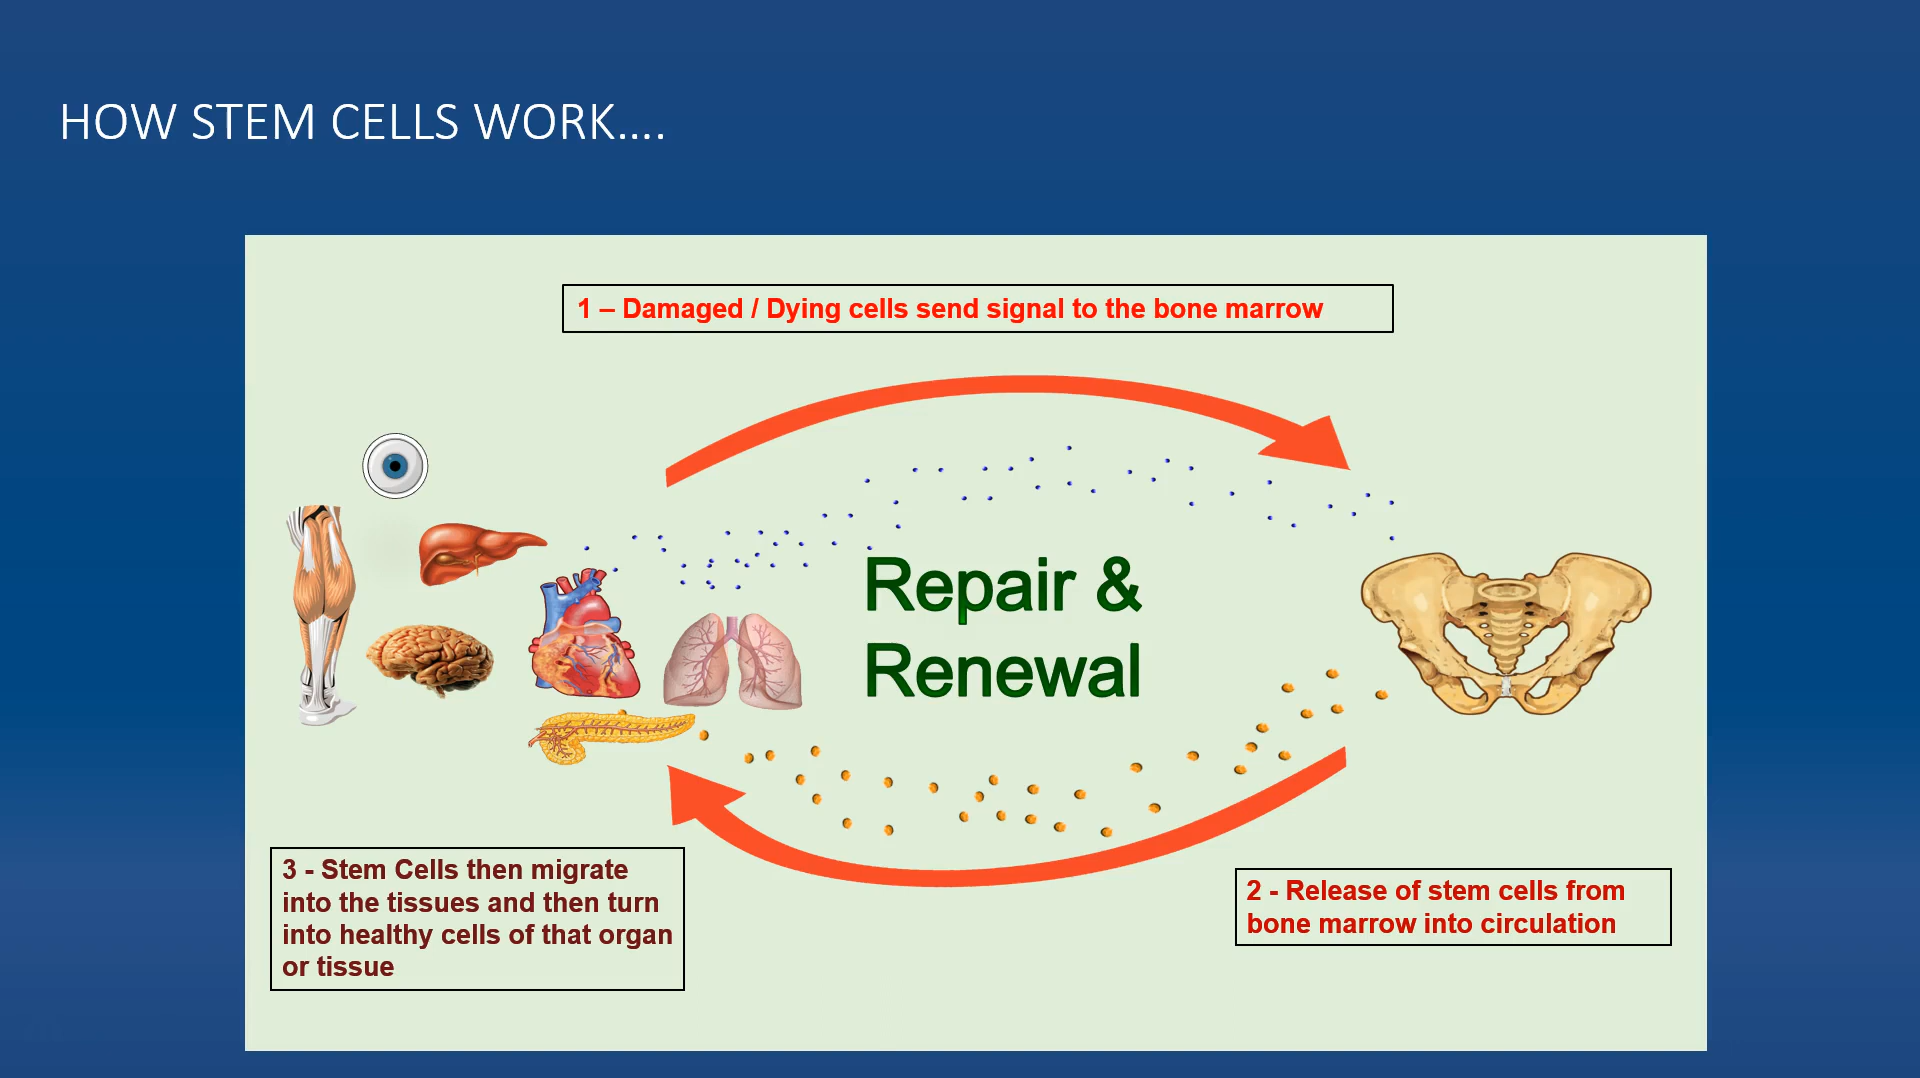 HOW STEM CELLS WORK....
1 – Damaged / Dying cells send signal to the bone marrow
Repair &
Renewal
3 - Stem Cells then migrate
into the tissues and then turn
into healthy cells of that organ
or tissue
2 - Release of stem cells from
bone marrow into circulation